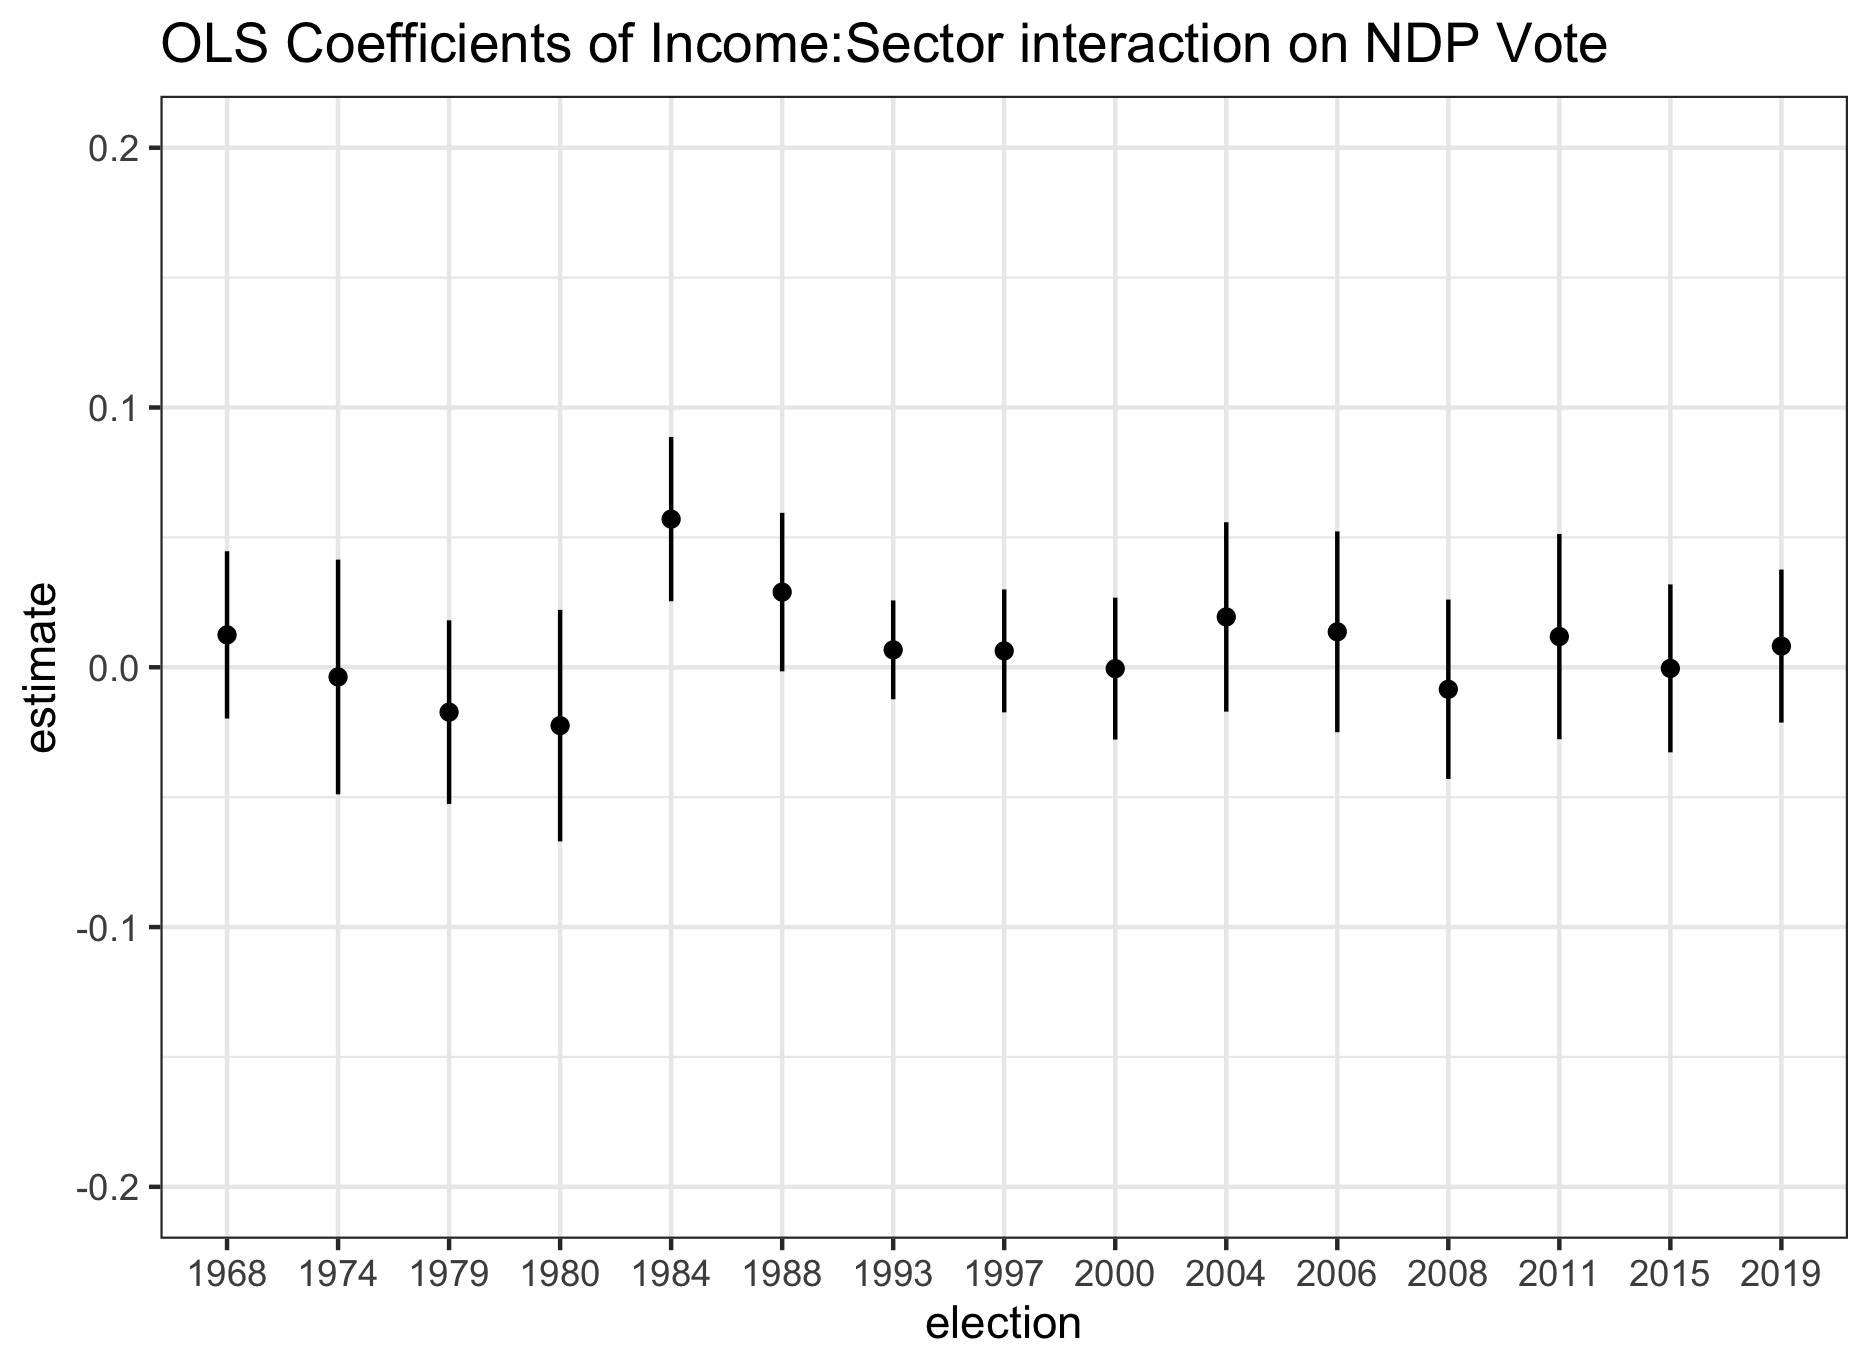 OLS Coefficients of Income:Sector interaction on NDP Vote
0.2
0.1
0.0
-0.1
-0.2
estimate
1968 1974 1979 1980 1984 1988 1993 1997 2000 2004 2006 2008 2011 2015 2019
election